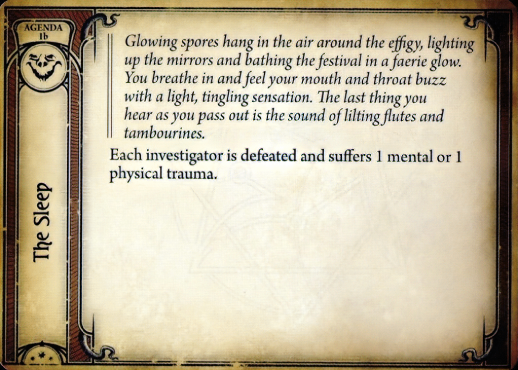 AGENDA
1b
The Sleep
Glowing spores hang in the air around the effigy, lighting
up the mirrors and bathing the festival in a faerie glow.
You breathe in and feel your mouth and throat buzz
with a light, tingling sensation. The last thing you
hear as you pass out is the sound of lilting flutes and
tambourines.
Each investigator is defeated and suffers 1 mental or 1
physical trauma.